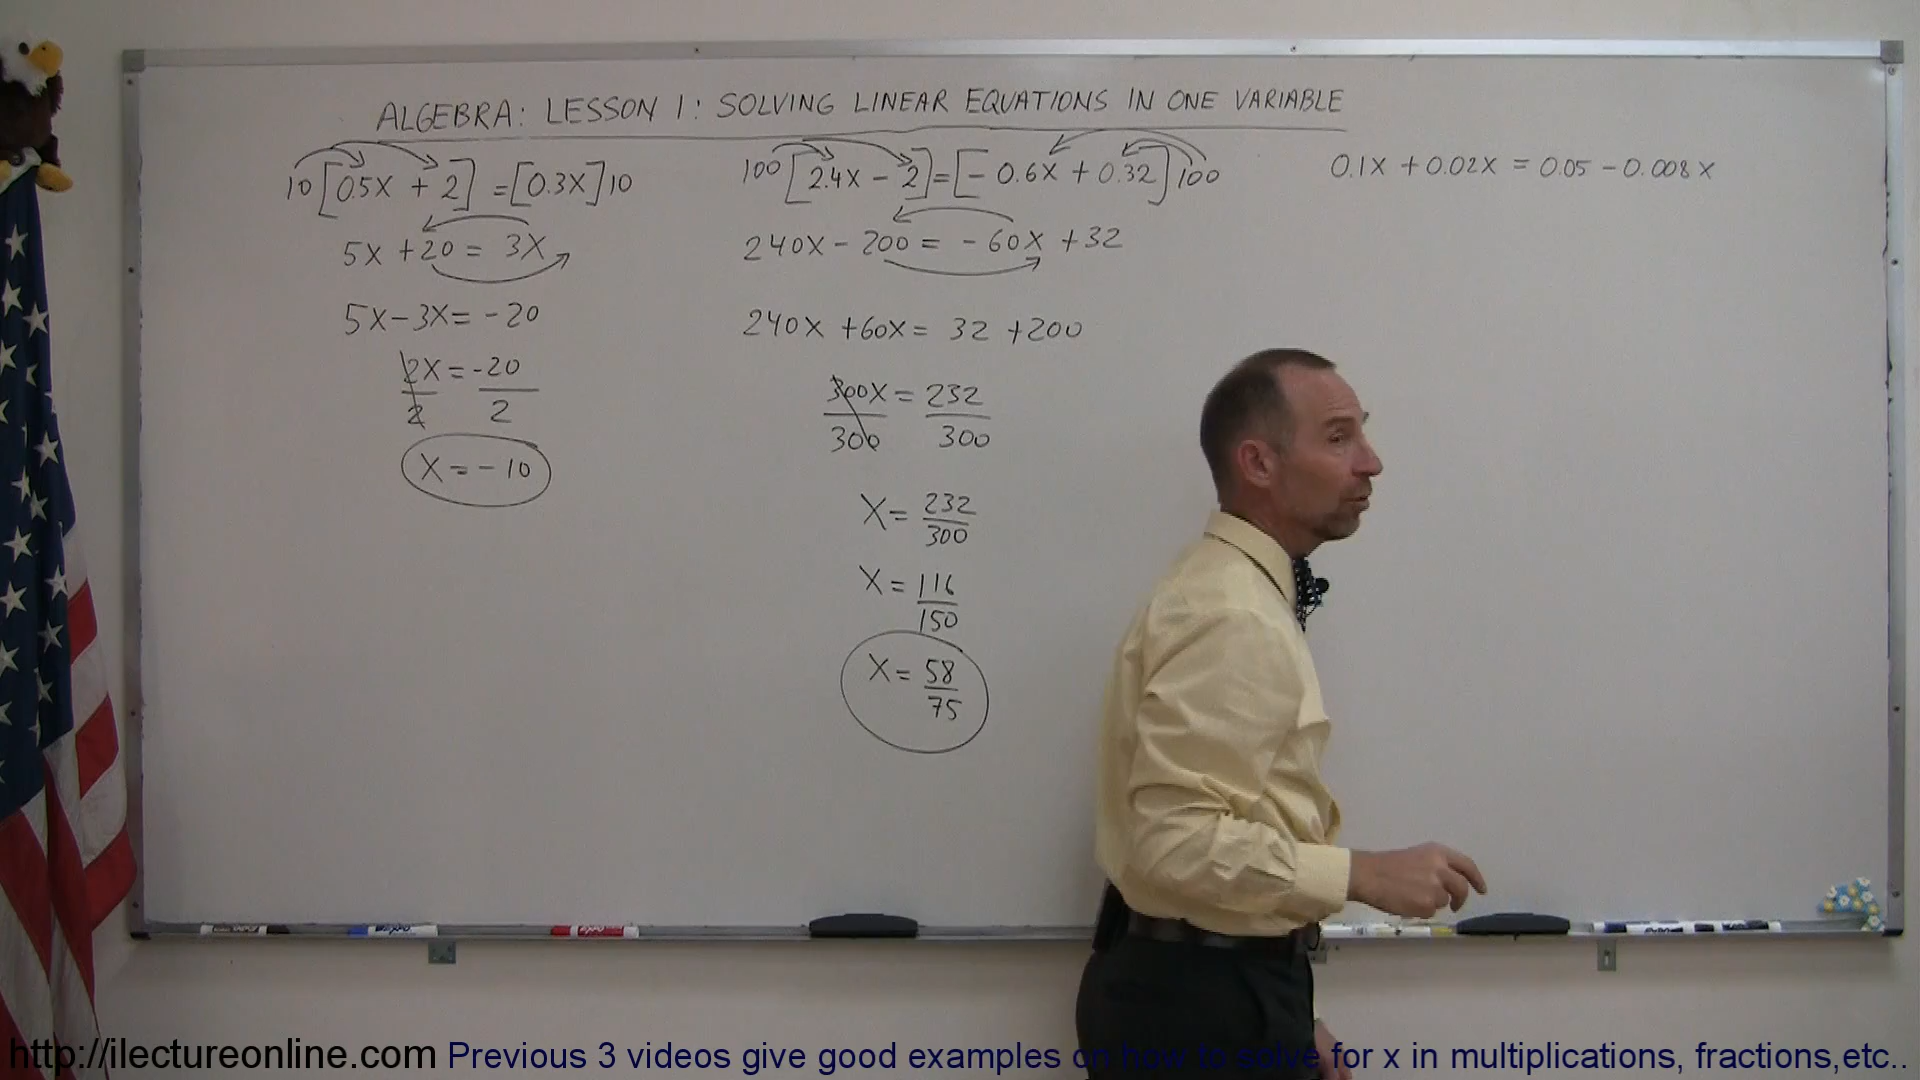 ALGEBRA: LESSON 1: SOLVING LINEAR EQUATIONS IN ONE VARIABLE
10[0.5X + 2] = [0.3X]10
5X + 20 = 3X
5X - 3X = -20
2X = -20
2 2
X = -10
100[2.4X - 2] = [-0.6X + 0.32]100
240X - 200 = -60X + 32
240X + 60X = 32 + 200
300X = 232
300 300
X = 232
300
X = 116
150
X = 58
75
0.1X + 0.02X = 0.05 - 0.008X
http://ilectureonline.com Previous 3 videos give good examples on how to solve for x in multiplications, fractions,etc..